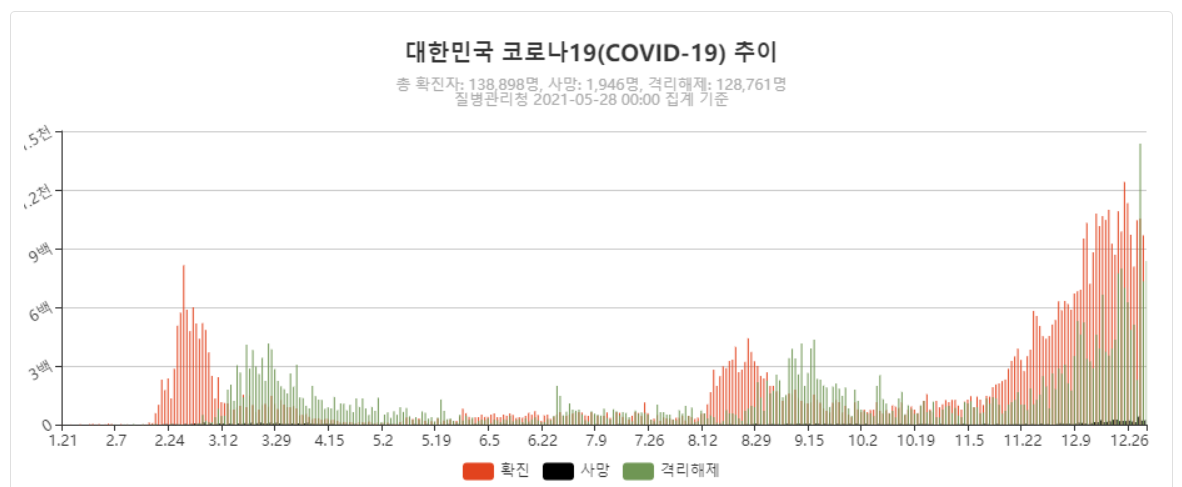 대한민국 코로나19(COVID-19) 추이
총 확진자: 138,898명, 사망: 1,946명, 격리해제: 128,761명
질병관리청 2021-05-28 00:00 집계 기준
.5천
.2천
9백
6백
3백
0
1.21 2.7 2.24 3.12 3.29 4.15 5.2 5.19 6.5 6.22 7.9 7.26 8.12 8.29 9.15 10.2 10.19 11.5 11.22 12.9 12.26
확진 사망 격리해제